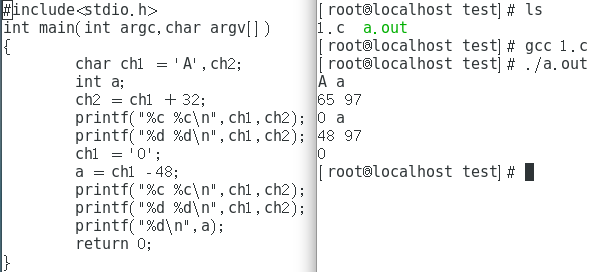 #include<stdio.h>
int main(int argc,char argv[])
{
char ch1 ='A',ch2;
int a;
ch2 = ch1 + 32;
printf("%c %c\n",ch1,ch2);
printf("%d %d\n",ch1,ch2);
ch1 ='0';
a = ch1 -48;
printf("%c %c\n",ch1,ch2);
printf("%d %d\n",ch1,ch2);
printf("%d\n",a);
return 0;
}
[root@localhost test]# ls
1.c a.out
[root@localhost test]# gcc 1.c
[root@localhost test]# ./a.out
A a
65 97
0 a
48 97
0
[root@localhost test]#